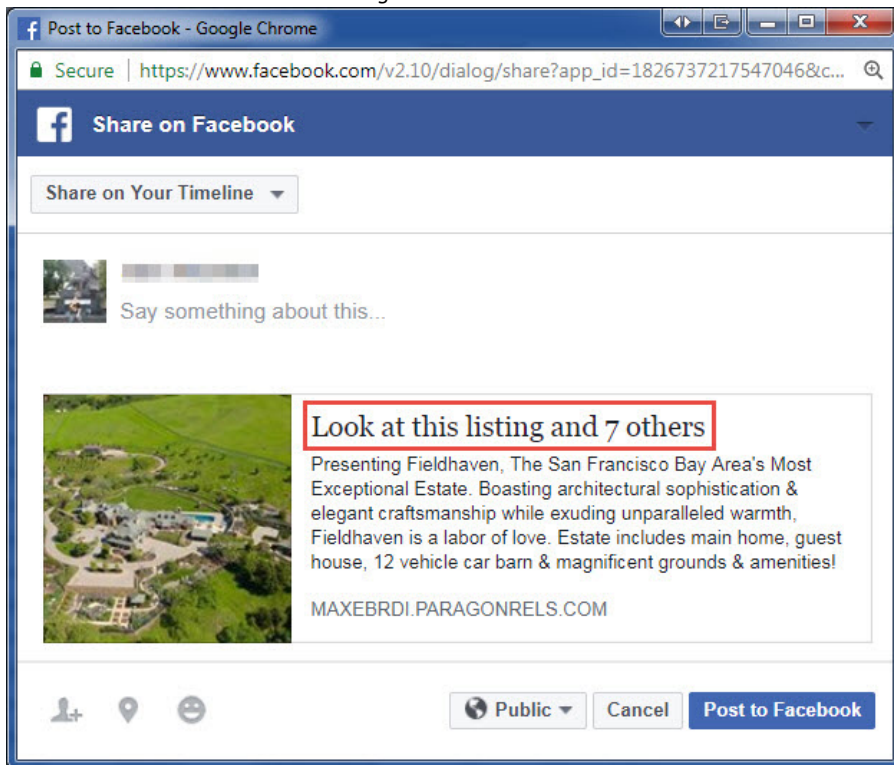 Post to Facebook - Google Chrome
Secure | https://www.facebook.com/v2.10/dialog/share?app_id=1826737217547046&c...
f Share on Facebook
Share on Your Timeline
Say something about this...
Look at this listing and 7 others
Presenting Fieldhaven, The San Francisco Bay Area's Most
Exceptional Estate. Boasting architectural sophistication &
elegant craftsmanship while exuding unparalleled warmth,
Fieldhaven is a labor of love. Estate includes main home, guest
house, 12 vehicle car barn & magnificent grounds & amenities!
MAXEBRDI.PARAGONRELS.COM
Public Cancel Post to Facebook